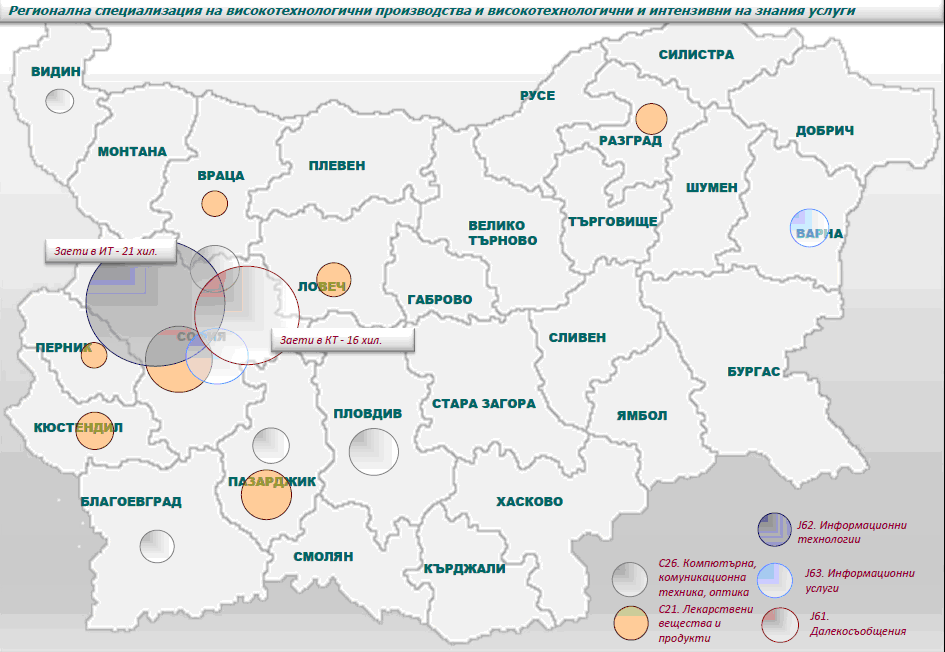 Регионална специализация на високотехнологични производства и високотехнологични и интензивни на знания услуги
СИЛИСТРА
ВИДИН
РУСЕ
ДОБРИЧ
РАЗГРАД
МОНТАНА
ПЛЕВЕН
ВРАЦА
ШУМЕН
ТЪРГОВИЩЕ
ВЕЛИКО
ТЪРНОВО
ВАРНА
Заети в ИТ - 21 хил.
ЛОВЕЧ
ГАБРОВО
СОФИЯ
Заети в КТ - 16 хил.
СЛИВЕН
ПЕРНИК
БУРГАС
СТАРА ЗАГОРА
ПЛОВДИВ
ЯМБОЛ
КЮСТЕНДИЛ
ПАЗАРДЖИК
БЛАГОЕВГРАД
ХАСКОВО
СМОЛЯН
КЪРДЖАЛИ
J62. Информационни
технологии
C26. Компютърна,
комуникационна
техника, оптика
J63. Информационни
услуги
C21. Лекарствени
вещества и
продукти
J61.
Далекосъобщения